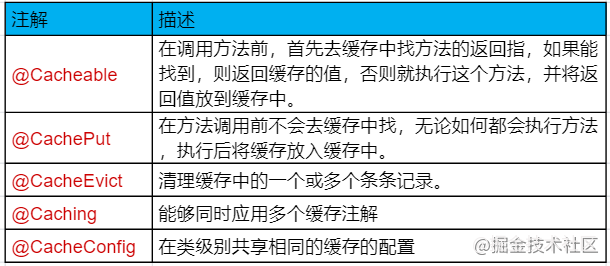 注解 描述
@Cacheable 在调用方法前，首先去缓存中找方法的返回指，如果能
找到，则返回缓存的值，否则就执行这个方法，并将返
回值放到缓存中。
@CachePut 在方法调用前不会去缓存中找，无论如何都会执行方法
，执行后将缓存放入缓存中。
@CacheEvict 清理缓存中的一个或多个条条记录。
@Caching 能够同时应用多个缓存注解
@CacheConfig 在类级别共享相同的缓存的配置
@掘金技术社区